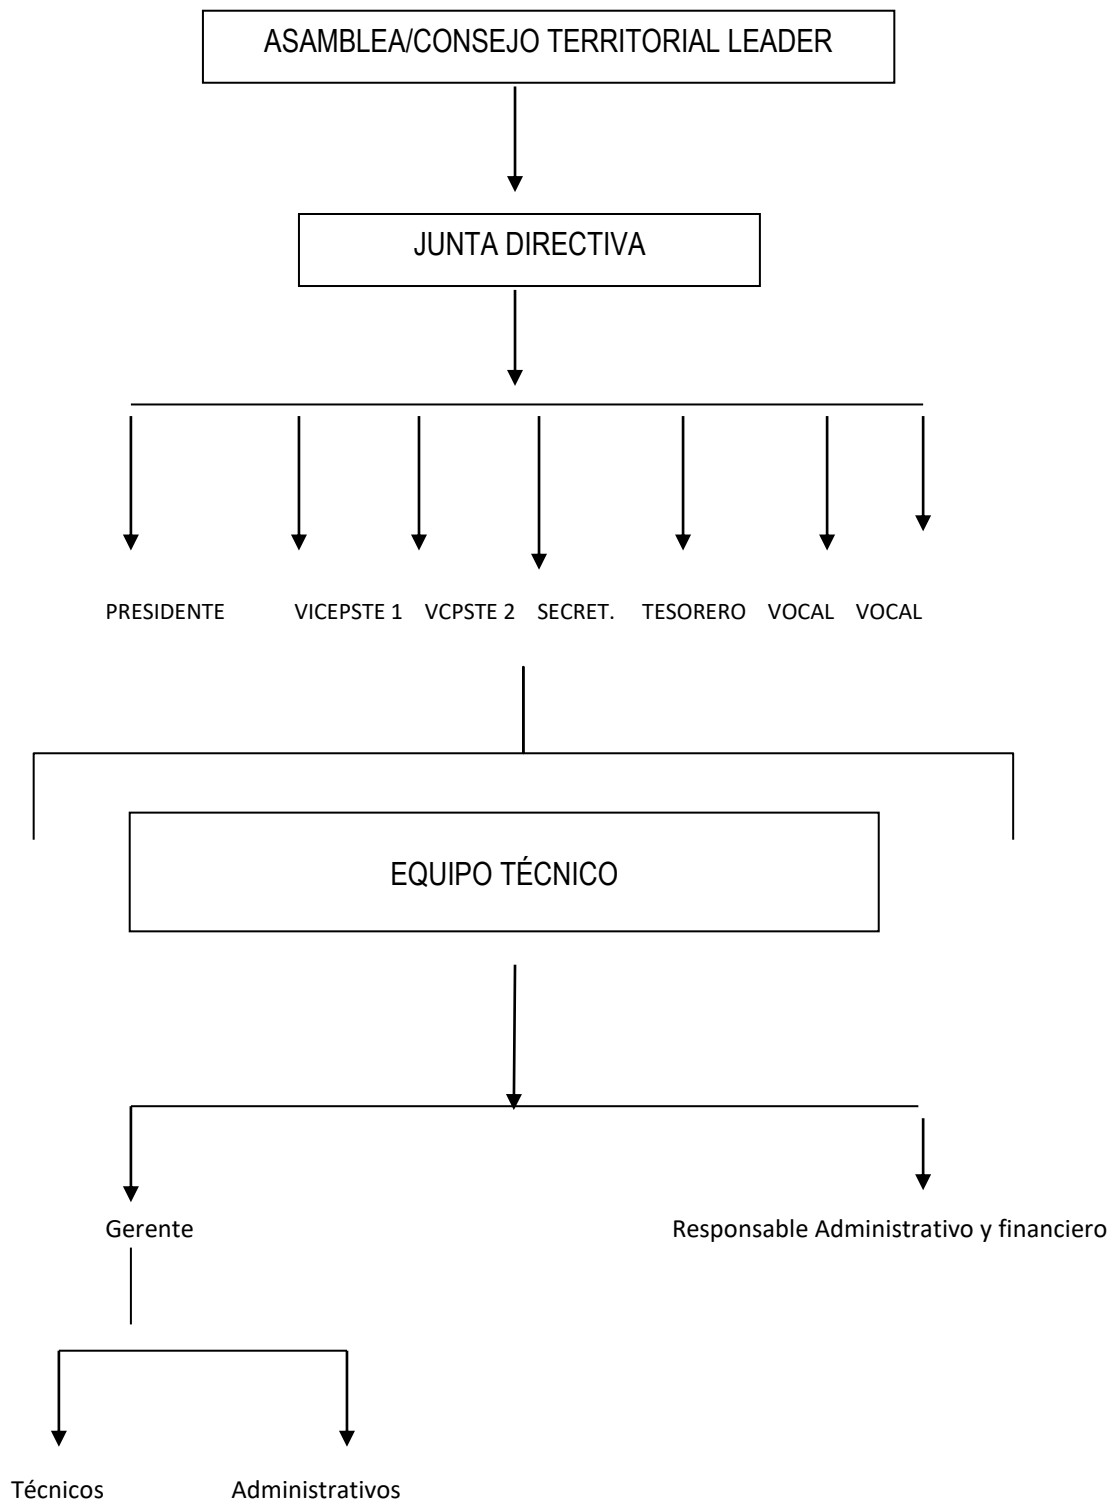 ASAMBLEA/CONSEJO TERRITORIAL LEADER
JUNTA DIRECTIVA
PRESIDENTE VICEPSTE 1 VCPSTE 2 SECRET. TESORERO VOCAL VOCAL
EQUIPO TÉCNICO
Gerente Responsable Administrativo y financiero
Técnicos Administrativos